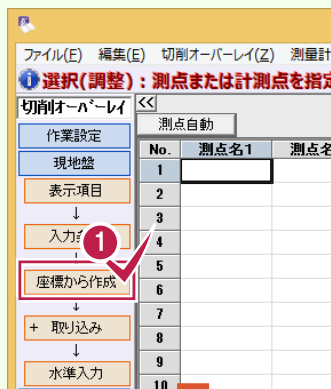 ファイル(F) 編集(E) 切削オーバーレイ(Z) 測量計
選択(調整):測点または計測点を指定
切削オーバーレイ <<
作業設定
測点自動
現地盤
No. 測点名1 測点名
1
表示項目
2
↓
3
入力
1
4
5
座標から作成
6
↓
7
+ 取り込み
8
↓
9
水準入力
10